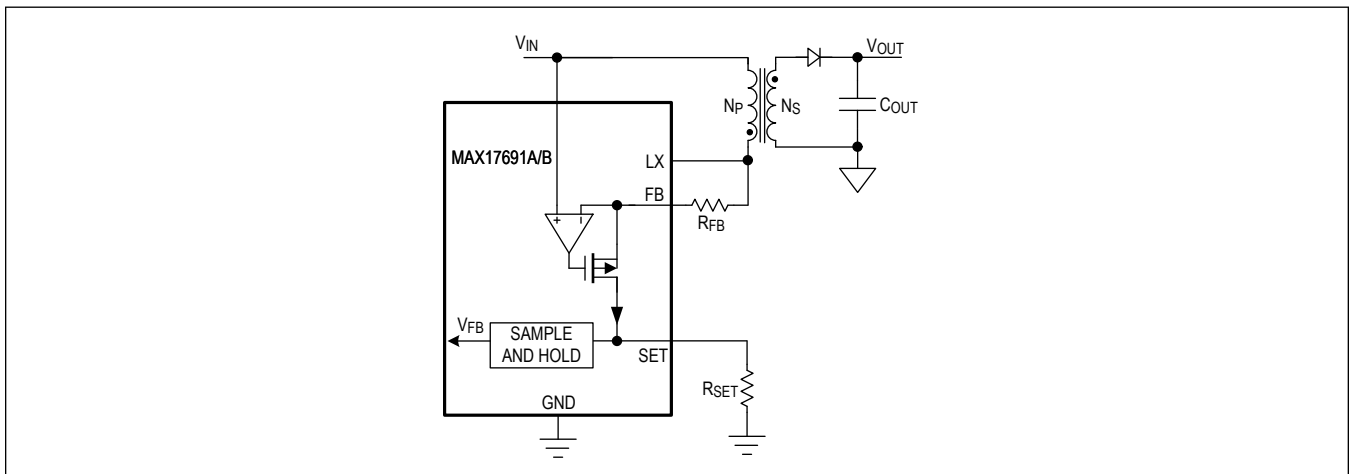 VIN
VOUT
NP
NS
COUT
MAX17691A/B
LX
FB
RFB
+
–
VFB
SAMPLE
AND HOLD
SET
RSET
GND